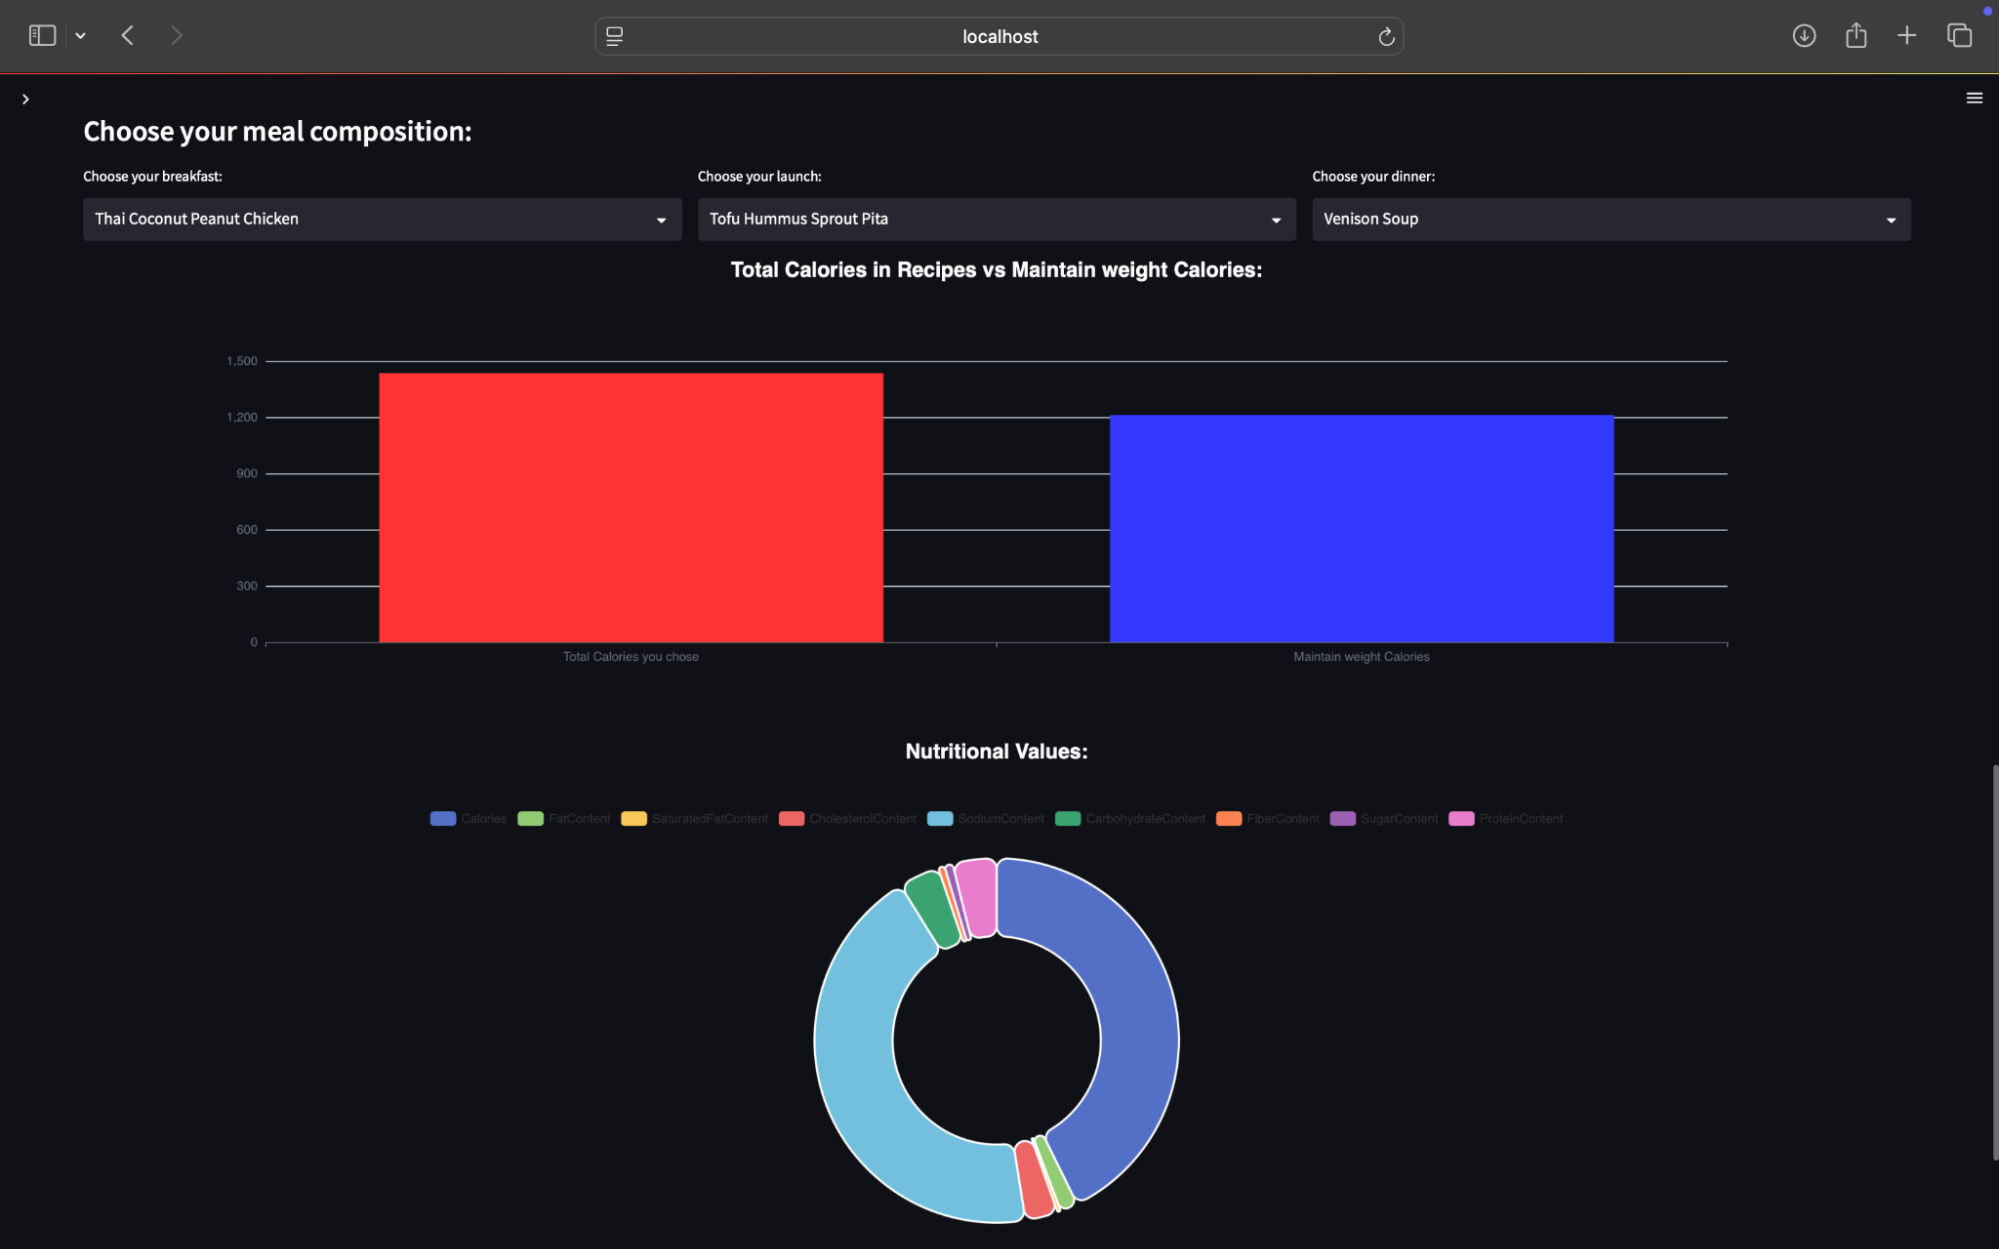 localhost
Choose your meal composition:
Choose your breakfast:
Choose your launch:
Choose your dinner:
Thai Coconut Peanut Chicken
Tofu Hummus Sprout Pita
Venison Soup
Total Calories in Recipes vs Maintain weight Calories:
1,500
1,200
900
600
300
0
Total Calories you chose
Maintain weight Calories
Nutritional Values:
Calories FatContent SaturatedFatContent CholesterolContent SodiumContent CarbohydrateContent FiberContent SugarContent ProteinContent